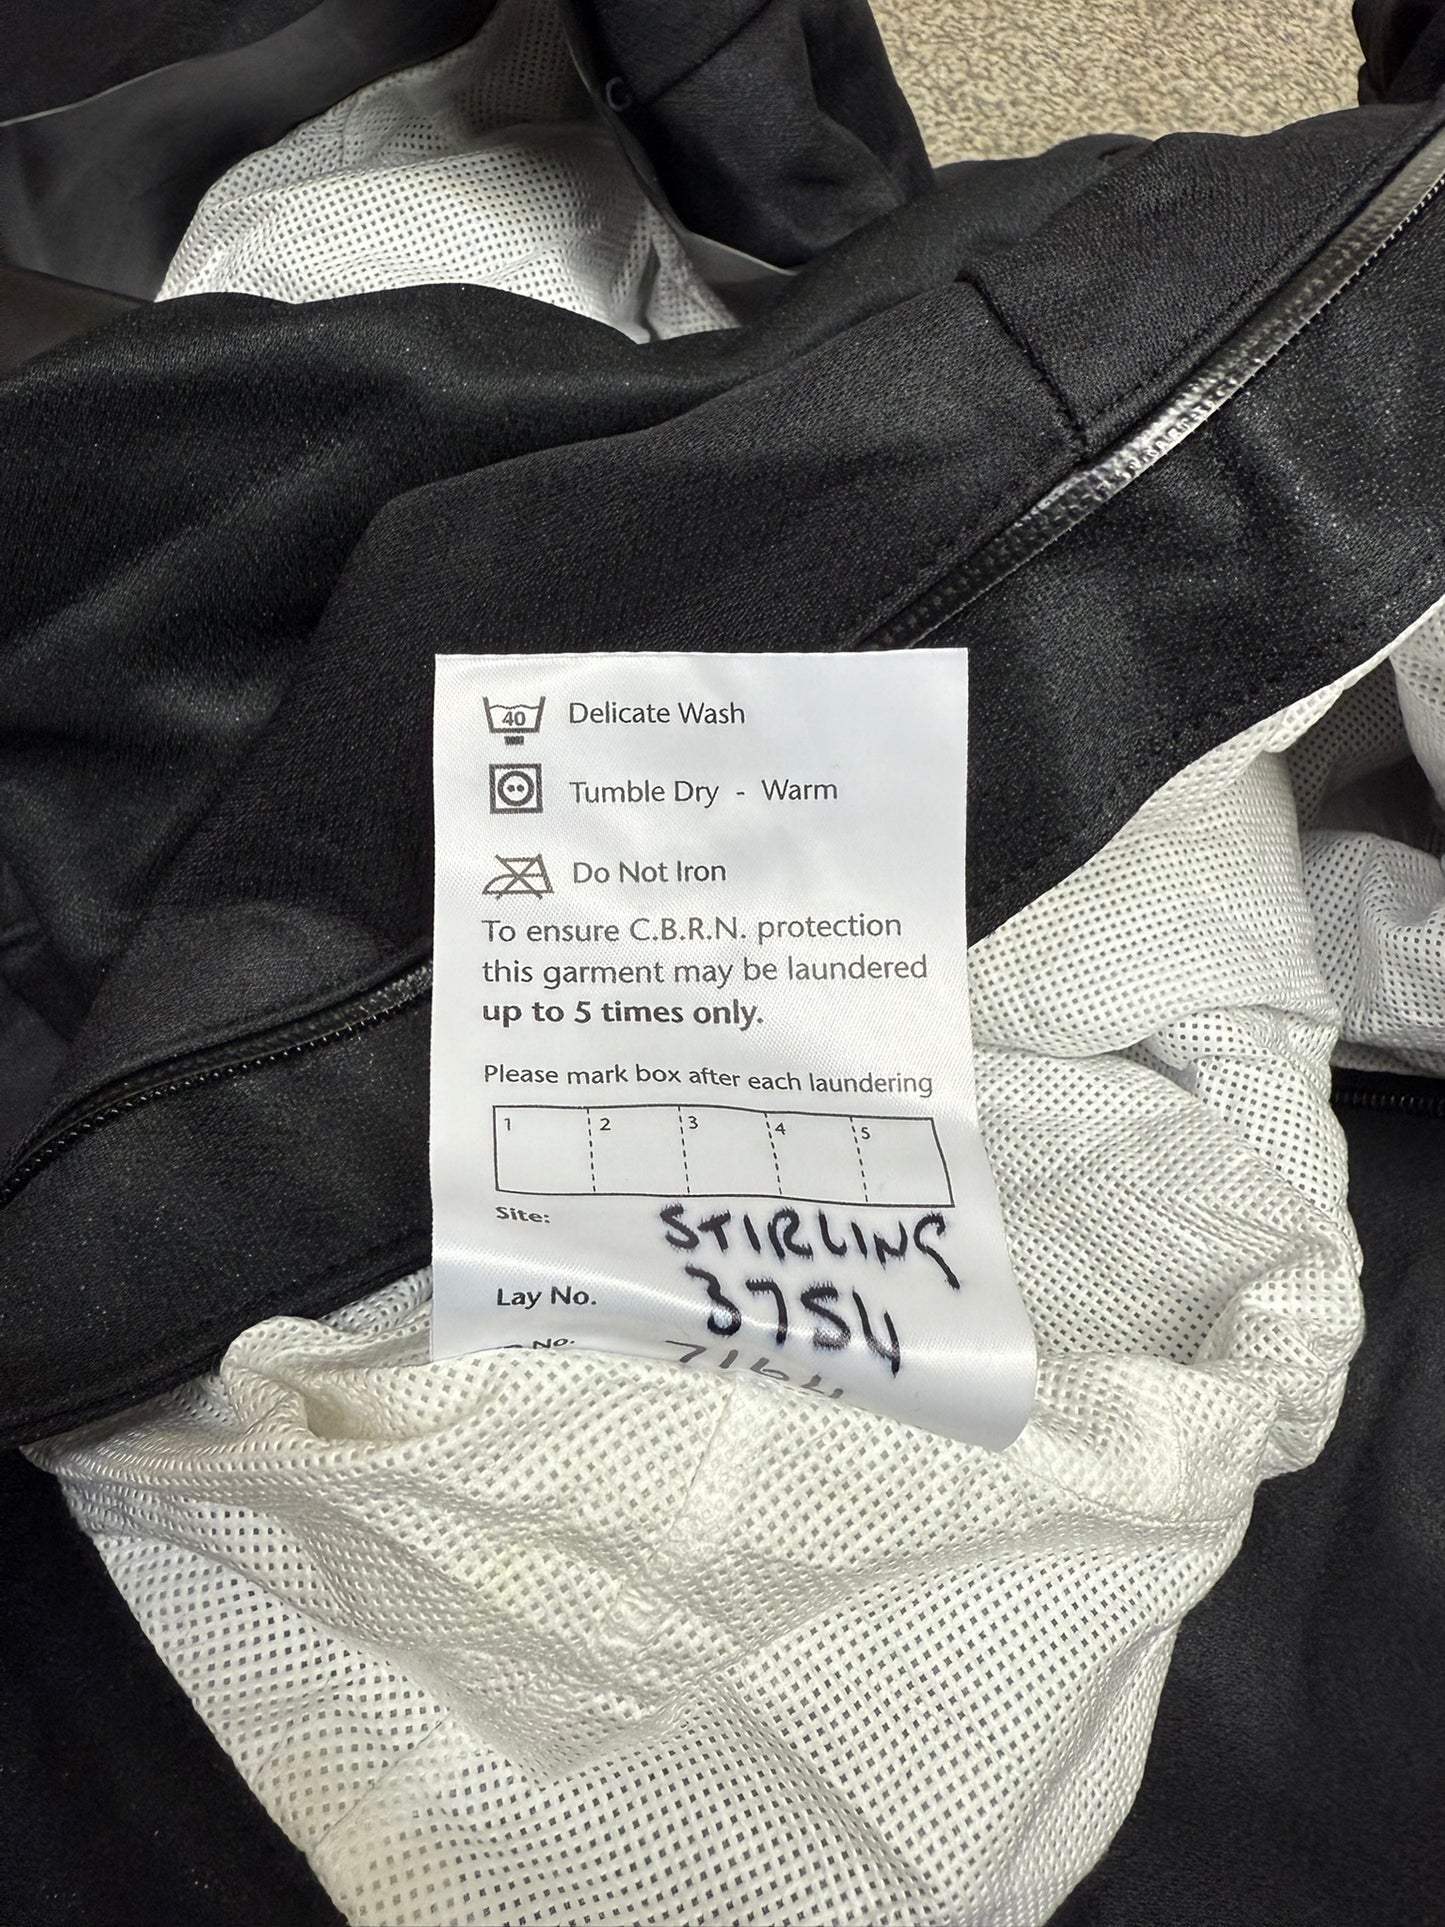 40 Delicate Wash
Tumble Dry - Warm
Do Not Iron
To ensure C.B.R.N. protection
this garment may be laundered
up to 5 times only.
Please mark box after each laundering
1 2 3 4 5
Site: STIRLING
Lay No. 3754
No.